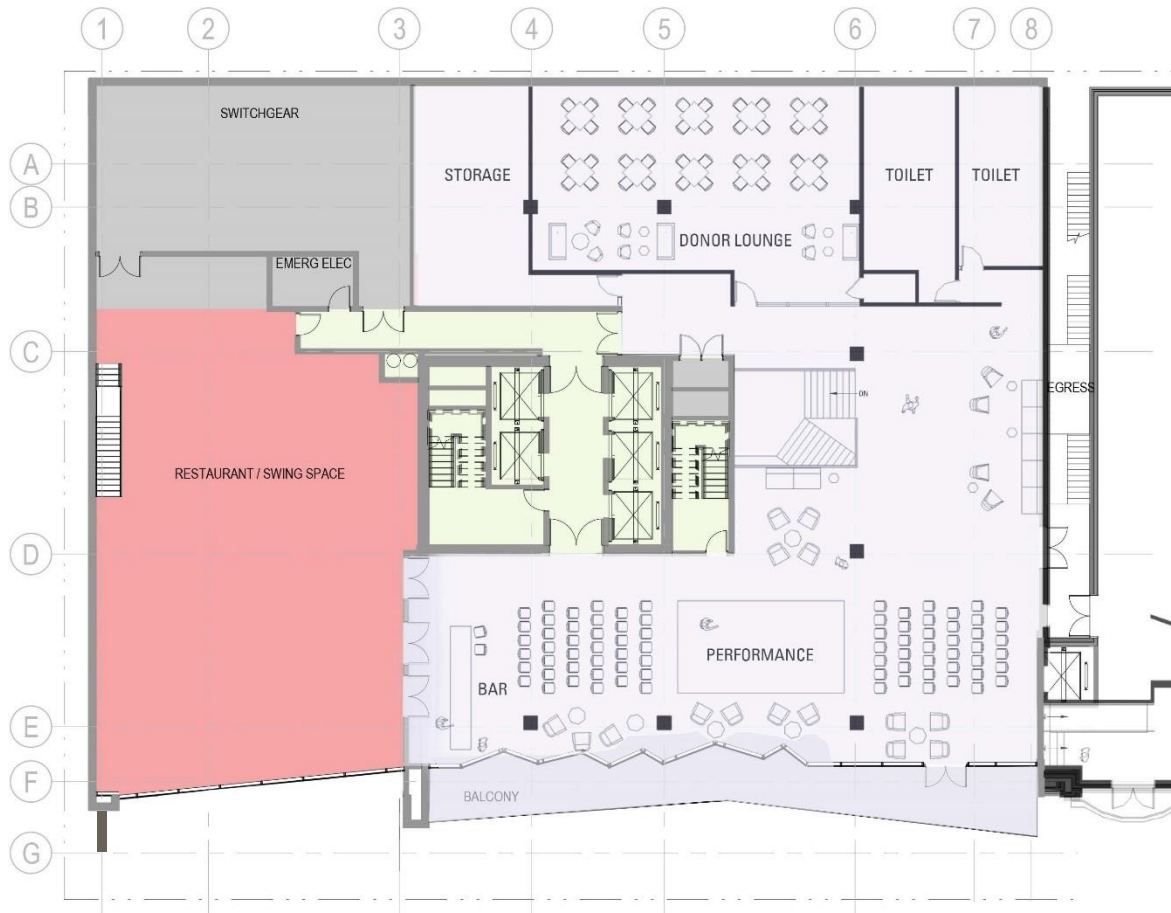 1 2 3 4 5 6 7 8
SWITCHGEAR
A
STORAGE
TOILET
TOILET
B
DONOR LOUNGE
EMERG ELEC
C
EGRESS
DN
RESTAURANT / SWING SPACE
D
PERFORMANCE
BAR
E
F
BALCONY
G